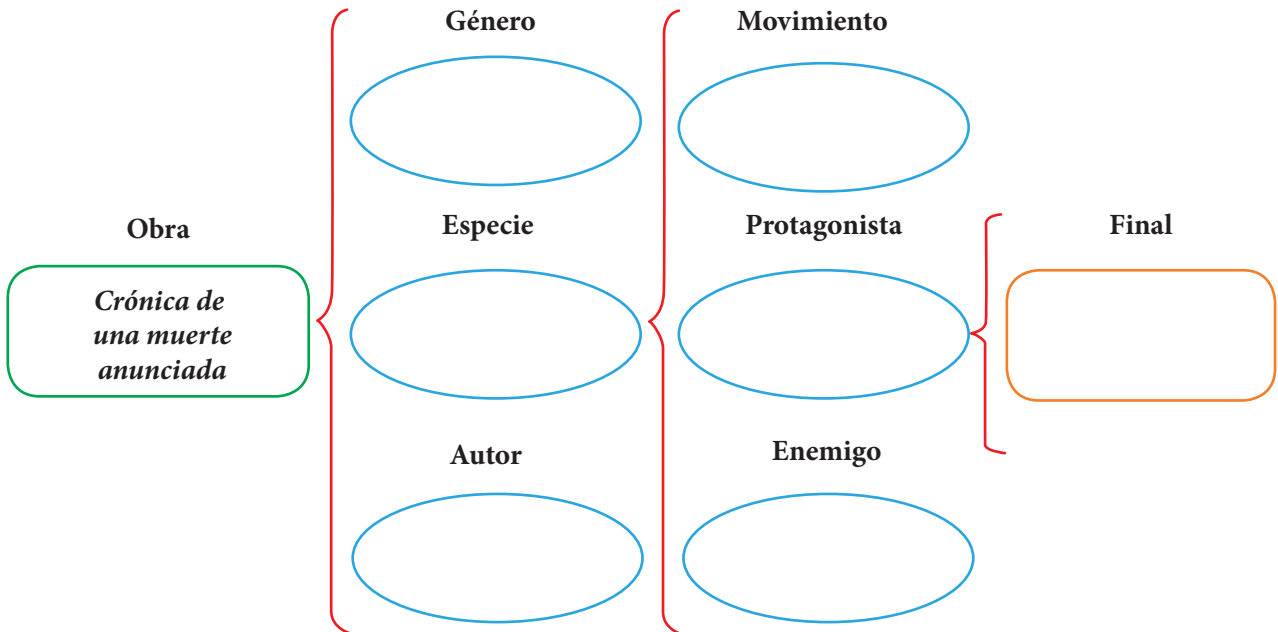 Género
Movimiento
Obra
Especie
Protagonista
Final
Crónica de
una muerte
anunciada
Autor
Enemigo